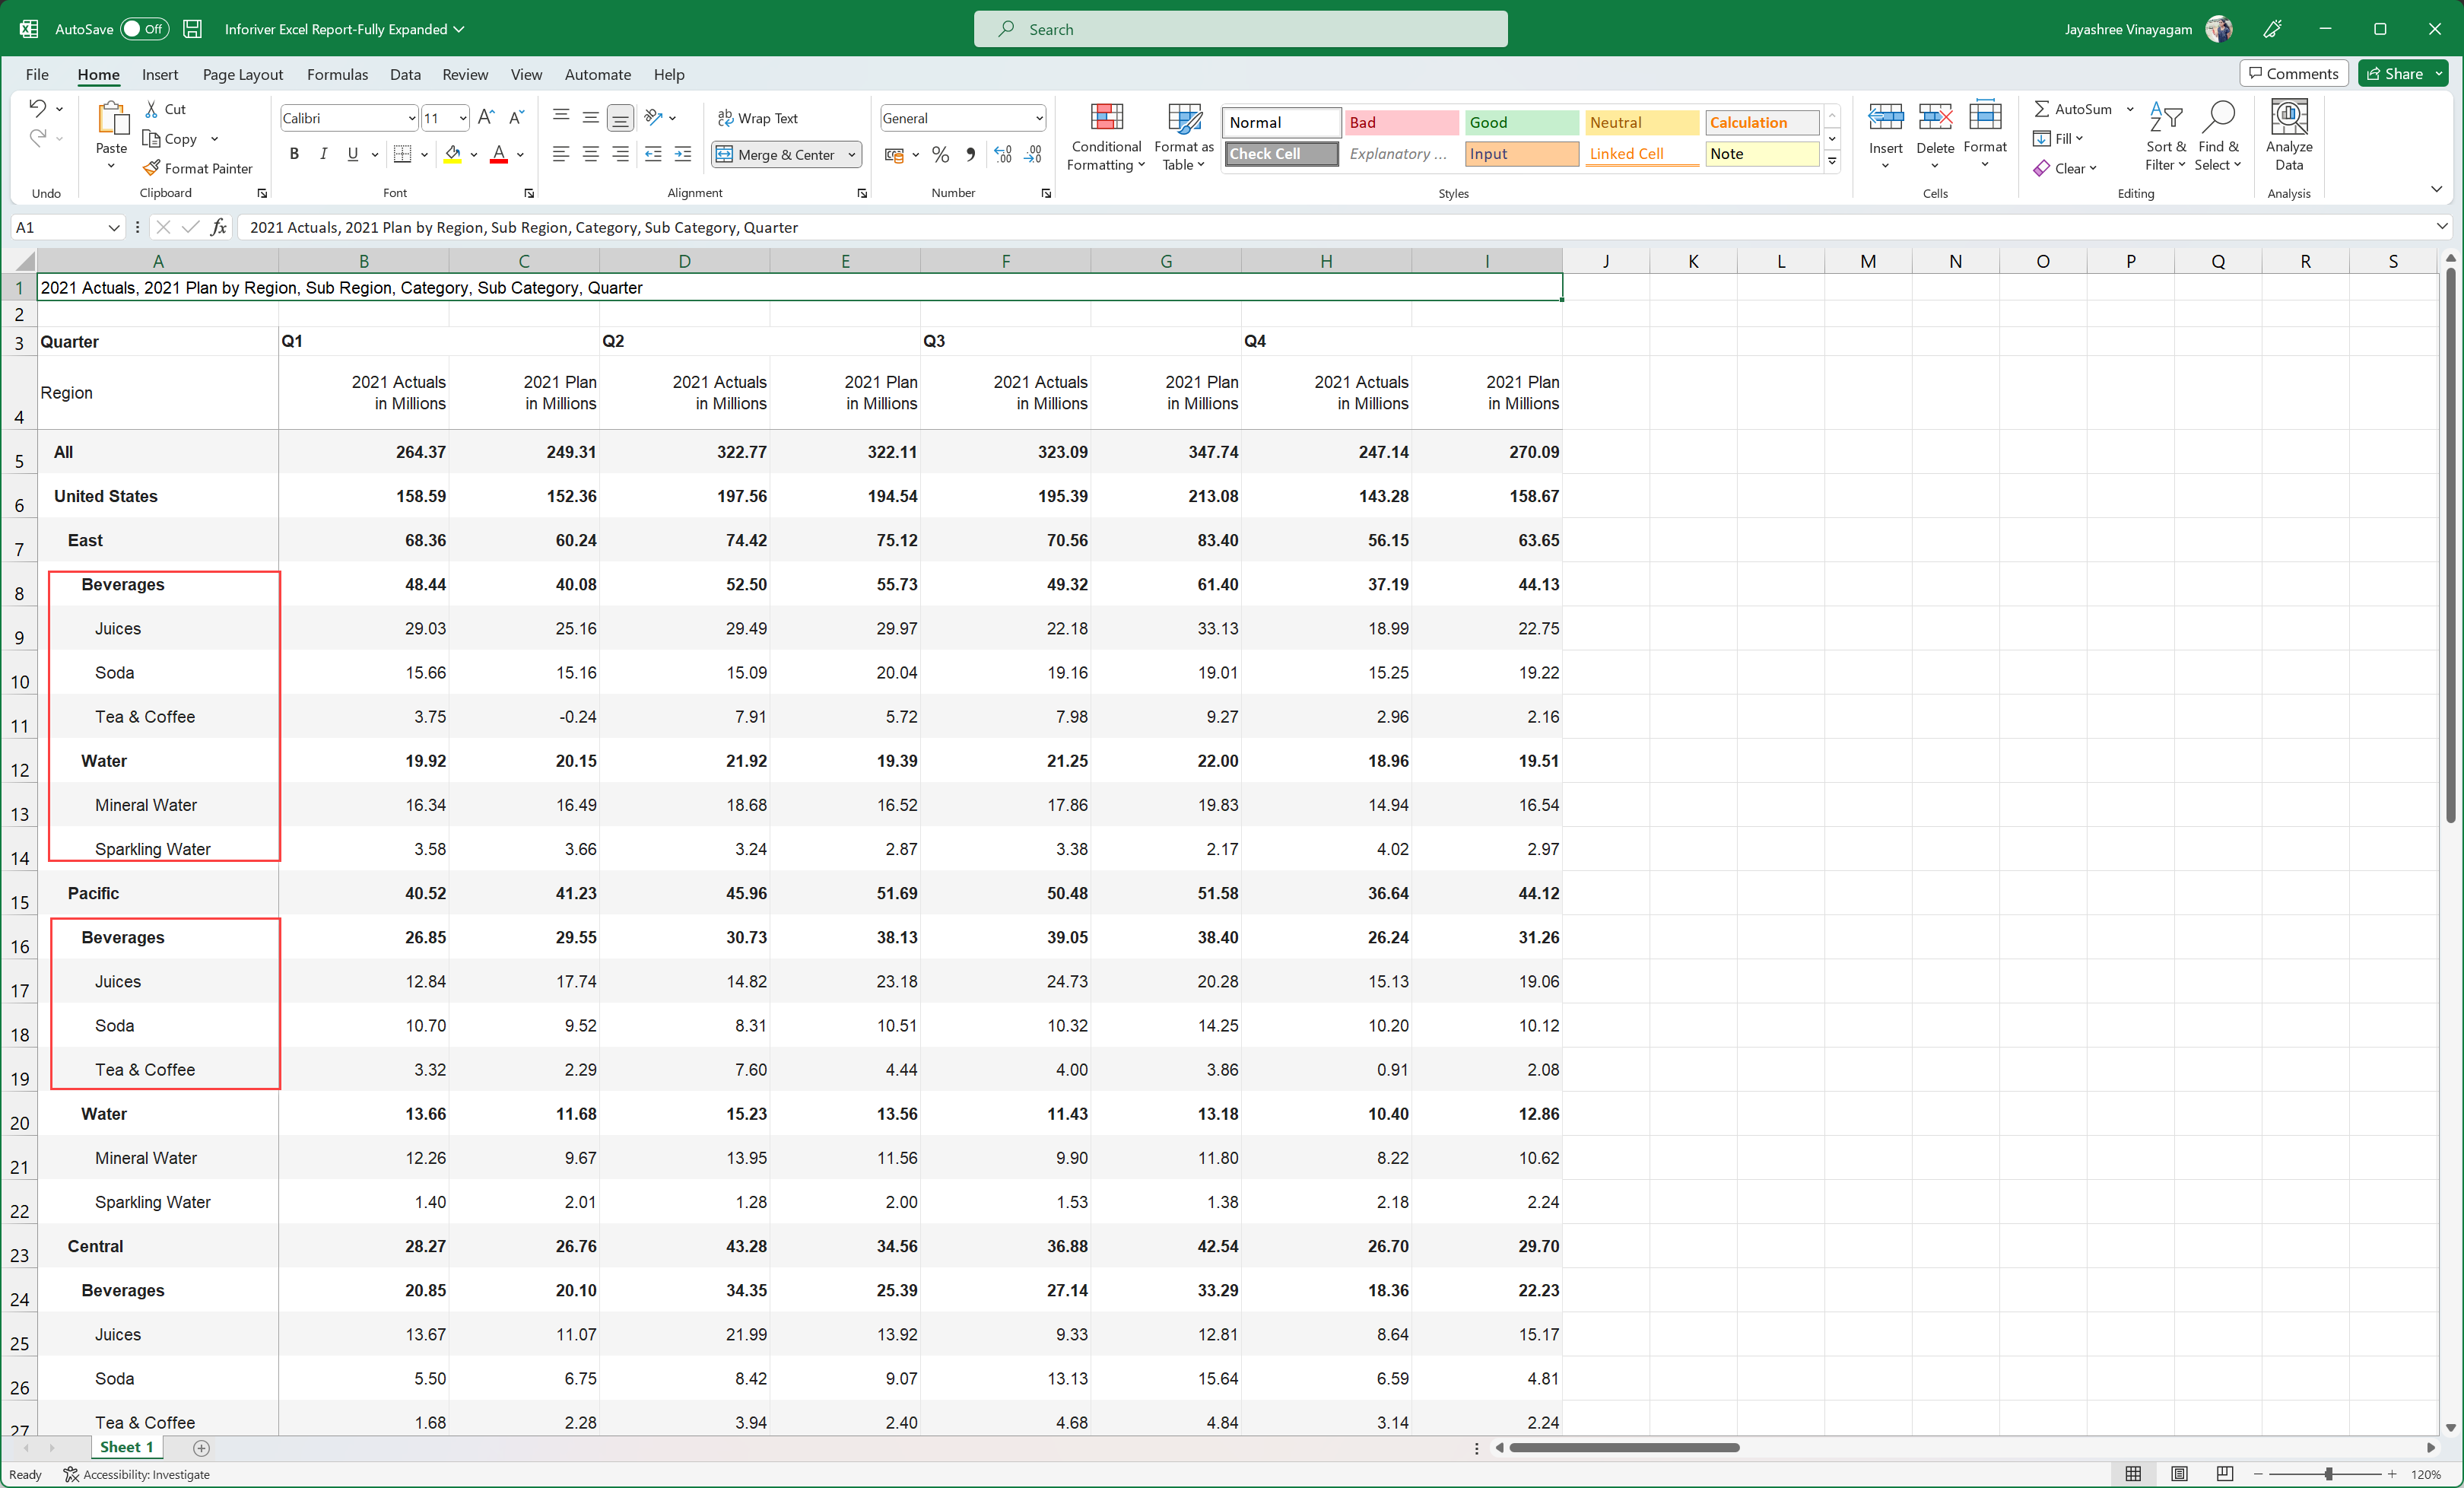 AutoSave Off Inforiver Excel Report-Fully Expanded Search Jayashree Vinayagam
File Home Insert Page Layout Formulas Data Review View Automate Help Comments Share
Undo
Paste
Cut
Copy
Format Painter
Clipboard
Calibri 11
B I U
Font
Wrap Text
Merge & Center
Alignment
General
Number
Conditional
Formatting
Format as
Table
Normal Bad Good Neutral Calculation
Check Cell Explanatory ... Input Linked Cell Note
Styles
Insert Delete Format
Cells
AutoSum
Fill
Clear
Sort &
Filter
Find &
Select
Editing
Analyze
Data
Analysis
A1 fx 2021 Actuals, 2021 Plan by Region, Sub Region, Category, Sub Category, Quarter
A B C D E F G H I J K L M N O P Q R S
1 2021 Actuals, 2021 Plan by Region, Sub Region, Category, Sub Category, Quarter
2
3 Quarter Q1 Q2 Q3 Q4
2021 Actuals 2021 Plan 2021 Actuals 2021 Plan 2021 Actuals 2021 Plan 2021 Actuals 2021 Plan
Region
in Millions in Millions in Millions in Millions in Millions in Millions in Millions in Millions
4
5 All 264.37 249.31 322.77 322.11 323.09 347.74 247.14 270.09
6 United States 158.59 152.36 197.56 194.54 195.39 213.08 143.28 158.67
7 East 68.36 60.24 74.42 75.12 70.56 83.40 56.15 63.65
8 Beverages 48.44 40.08 52.50 55.73 49.32 61.40 37.19 44.13
9 Juices 29.03 25.16 29.49 29.97 22.18 33.13 18.99 22.75
10 Soda 15.66 15.16 15.09 20.04 19.16 19.01 15.25 19.22
11 Tea & Coffee 3.75 -0.24 7.91 5.72 7.98 9.27 2.96 2.16
12 Water 19.92 20.15 21.92 19.39 21.25 22.00 18.96 19.51
13 Mineral Water 16.34 16.49 18.68 16.52 17.86 19.83 14.94 16.54
14 Sparkling Water 3.58 3.66 3.24 2.87 3.38 2.17 4.02 2.97
15 Pacific 40.52 41.23 45.96 51.69 50.48 51.58 36.64 44.12
16 Beverages 26.85 29.55 30.73 38.13 39.05 38.40 26.24 31.26
17 Juices 12.84 17.74 14.82 23.18 24.73 20.28 15.13 19.06
18 Soda 10.70 9.52 8.31 10.51 10.32 14.25 10.20 10.12
19 Tea & Coffee 3.32 2.29 7.60 4.44 4.00 3.86 0.91 2.08
20 Water 13.66 11.68 15.23 13.56 11.43 13.18 10.40 12.86
21 Mineral Water 12.26 9.67 13.95 11.56 9.90 11.80 8.22 10.62
22 Sparkling Water 1.40 2.01 1.28 2.00 1.53 1.38 2.18 2.24
23 Central 28.27 26.76 43.28 34.56 36.88 42.54 26.70 29.70
24 Beverages 20.85 20.10 34.35 25.39 27.14 33.29 18.36 22.23
25 Juices 13.67 11.07 21.99 13.92 9.33 12.81 8.64 15.17
26 Soda 5.50 6.75 8.42 9.07 13.13 15.64 6.59 4.81
27 Tea & Coffee 1.68 2.28 3.94 2.40 4.68 4.84 3.14 2.24
Sheet 1
Ready Accessibility: Investigate 120%